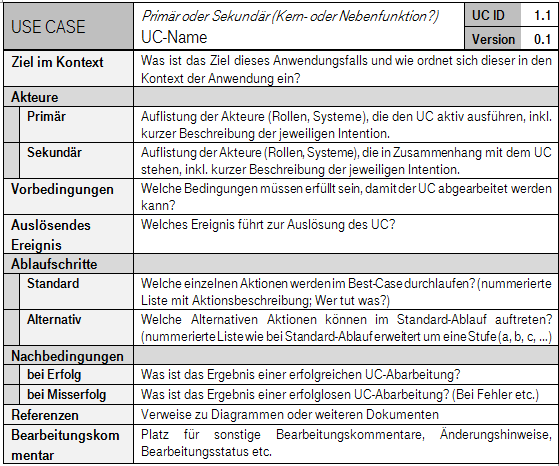 USE CASE
Primär oder Sekundär (Kern- oder Nebenfunktion?)
UC-Name
UC ID 1.1
Version 0.1
Ziel im Kontext
Was ist das Ziel dieses Anwendungsfalls und wie ordnet sich dieser in den
Kontext der Anwendung ein?
Akteure
Primär
Auflistung der Akteure (Rollen, Systeme), die den UC aktiv ausführen, inkl.
kurzer Beschreibung der jeweiligen Intention.
Sekundär
Auflistung der Akteure (Rollen, Systeme), die in Zusammenhang mit dem UC
stehen, inkl. kurzer Beschreibung der jeweiligen Intention.
Vorbedingungen
Welche Bedingungen müssen erfüllt sein, damit der UC abgearbeitet werden
kann?
Auslösendes
Ereignis
Welches Ereignis führt zur Auslösung des UC?
Ablaufschritte
Standard
Welche einzelnen Aktionen werden im Best-Case durchlaufen? (nummerierte
Liste mit Aktionsbeschreibung; Wer tut was?)
Alternativ
Welche Alternativen Aktionen können im Standard-Ablauf auftreten?
(nummerierte Liste wie bei Standard-Ablauf erweitert um eine Stufe (a, b, c, ...)
Nachbedingungen
bei Erfolg
Was ist das Ergebnis einer erfolgreichen UC-Abarbeitung?
bei Misserfolg
Was ist das Ergebnis einer erfolglosen UC-Abarbeitung? (Bei Fehler etc.)
Referenzen
Verweise zu Diagrammen oder weiteren Dokumenten
Bearbeitungskom
mentar
Platz für sonstige Bearbeitungskommentare, Änderungshinweise,
Bearbeitungsstatus etc.